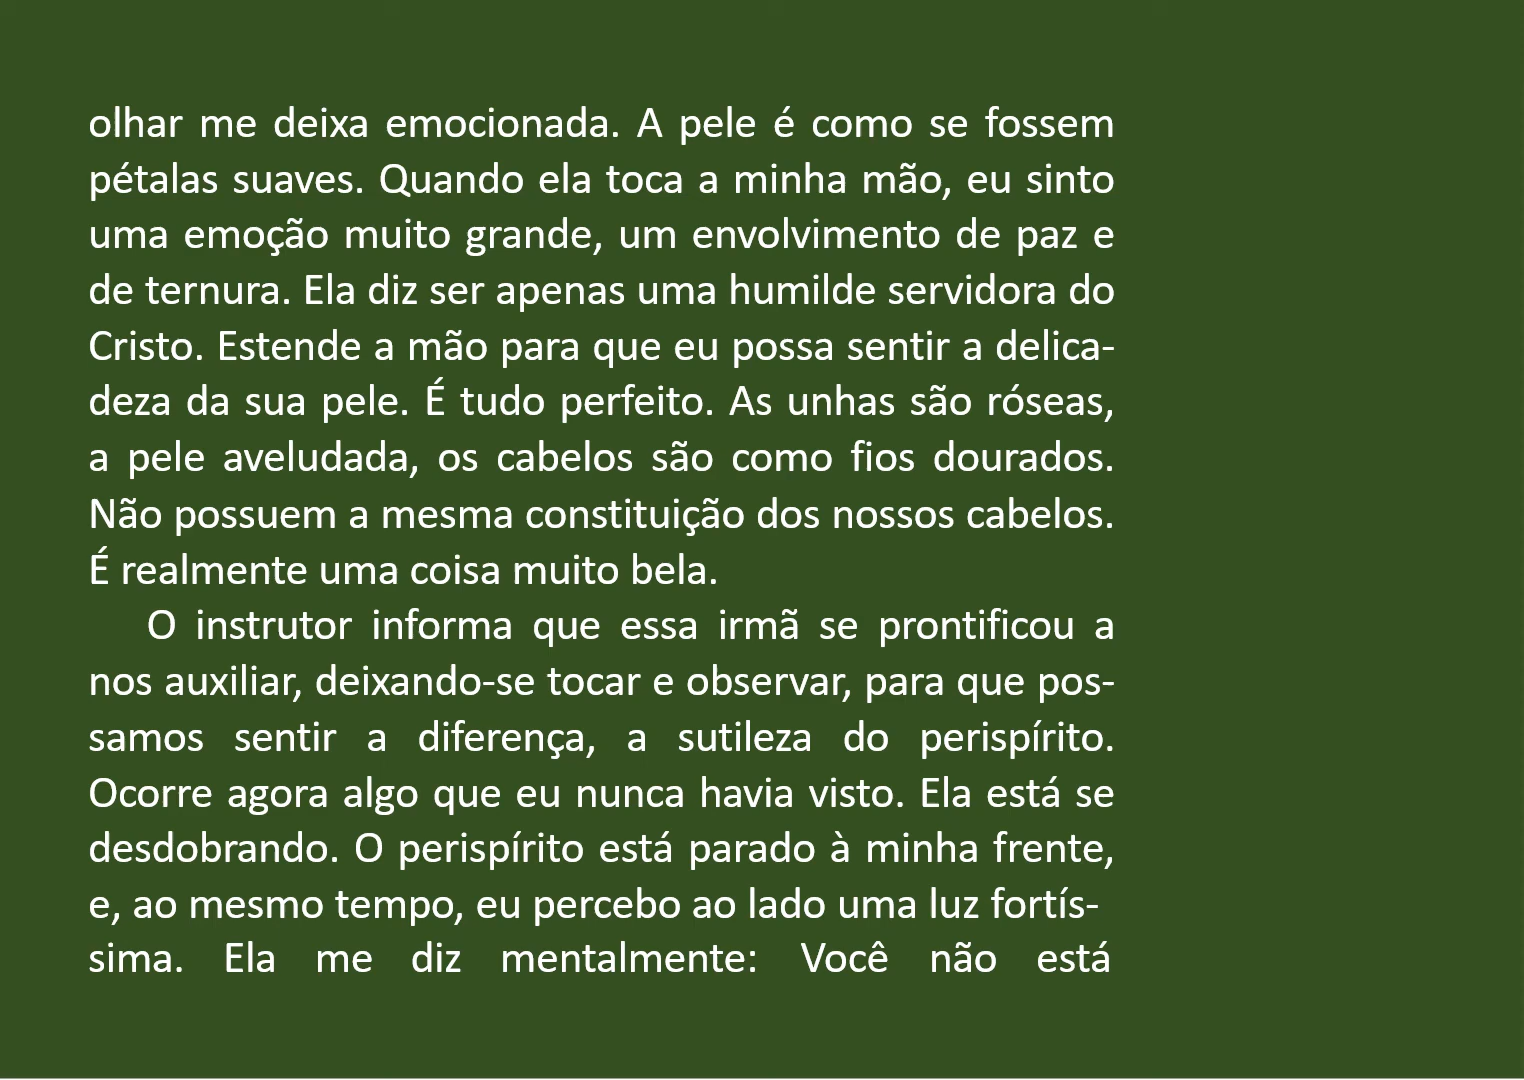 olhar me deixa emocionada. A pele é como se fossem
pétalas suaves. Quando ela toca a minha mão, eu sinto
uma emoção muito grande, um envolvimento de paz e
de ternura. Ela diz ser apenas uma humilde servidora do
Cristo. Estende a mão para que eu possa sentir a delica-
deza da sua pele. É tudo perfeito. As unhas são róseas,
a pele aveludada, os cabelos são como fios dourados.
Não possuem a mesma constituição dos nossos cabelos.
É realmente uma coisa muito bela.
O instrutor informa que essa irmã se prontificou a
nos auxiliar, deixando-se tocar e observar, para que pos-
samos sentir a diferença, a sutileza do perispírito.
Ocorre agora algo que eu nunca havia visto. Ela está se
desdobrando. O perispírito está parado à minha frente,
e, ao mesmo tempo, eu percebo ao lado uma luz fortís-
sima. Ela me diz mentalmente: Você não está